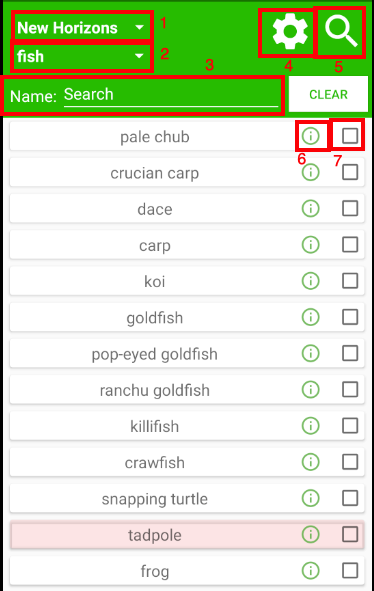 New Horizons 1
fish 2
3 4 5
Name: Search CLEAR
pale chub
6 7
crucian carp
dace
carp
koi
goldfish
pop-eyed goldfish
ranchu goldfish
killifish
crawfish
snapping turtle
tadpole
frog